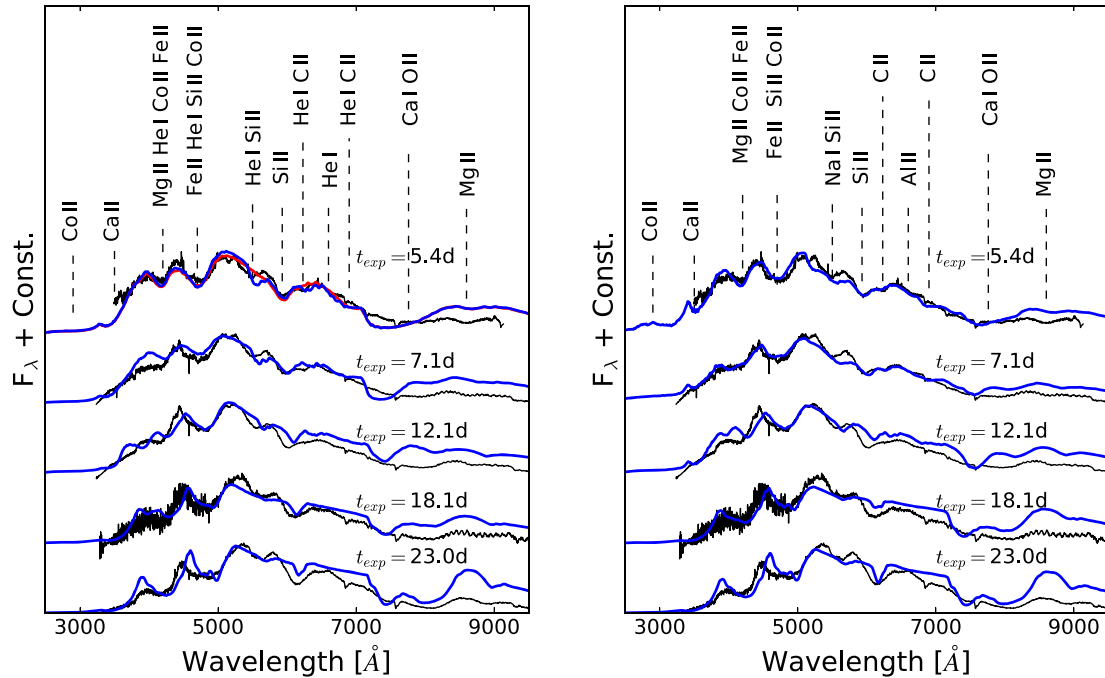 Co II
Ca II
Mg II He I Co II Fe II
Fe II He I Si II Co II
He I Si II
Si II
He I C II
He I
He I C II
Ca I O II
Mg II
t_exp = 5.4d
t_exp = 7.1d
t_exp = 12.1d
t_exp = 18.1d
t_exp = 23.0d
F_λ + Const.
3000 5000 7000 9000
Wavelength [Å]
Co II
Ca II
Mg II Co II Fe II
Fe II Si II Co II
Na I Si II
Si II
C II
Al II
C II
Ca I O II
Mg II
t_exp = 5.4d
t_exp = 7.1d
t_exp = 12.1d
t_exp = 18.1d
t_exp = 23.0d
F_λ + Const.
3000 5000 7000 9000
Wavelength [Å]